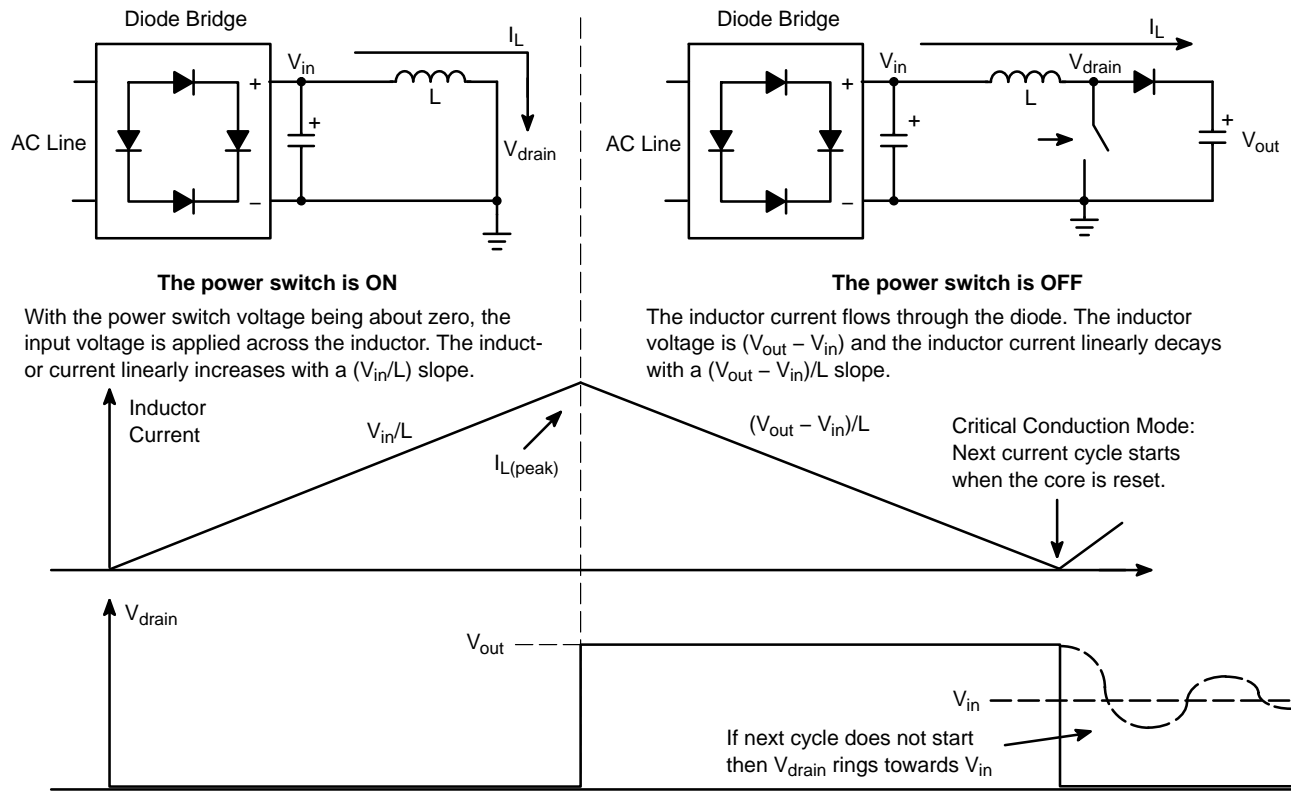 Diode Bridge
AC Line
+
−
V_in
+
L
I_L
V_drain
The power switch is ON
With the power switch voltage being about zero, the
input voltage is applied across the inductor. The induct-
or current linearly increases with a (V_in/L) slope.
Diode Bridge
AC Line
+
−
V_in
+
L
I_L
V_drain
+
V_out
The power switch is OFF
The inductor current flows through the diode. The inductor
voltage is (V_out − V_in) and the inductor current linearly decays
with a (V_out − V_in)/L slope.
Inductor
Current
V_in/L
I_L(peak)
(V_out − V_in)/L
Critical Conduction Mode:
Next current cycle starts
when the core is reset.
V_drain
V_out
V_in
If next cycle does not start
then V_drain rings towards V_in